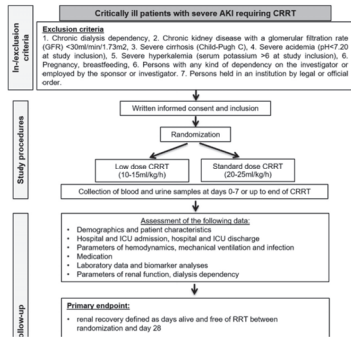 Critically ill patients with severe AKI requiring CRRT
In-/exclusion
criteria
Exclusion criteria
1. Chronic dialysis dependency, 2. Chronic kidney disease with a glomerular filtration rate
(GFR) <30ml/min/1.73m2, 3. Severe cirrhosis (Child-Pugh C), 4. Severe acidemia (pH<7.20
at study inclusion), 5. Severe hyperkalemia (serum potassium >6 at study inclusion), 6.
Pregnancy, breastfeeding, 6. Persons with any kind of dependency on the investigator or
employed by the sponsor or investigator. 7. Persons held in an institution by legal or official
order.
Study procedures
Written informed consent and inclusion
Randomization
Low dose CRRT
(10-15ml/kg/h)
Standard dose CRRT
(20-25ml/kg/h)
Collection of blood and urine samples at days 0-7 or up to end of CRRT
ollow-up
Assessment of the following data:
• Demographics and patient characteristics
• Hospital and ICU admission, hospital and ICU discharge
• Parameters of hemodynamics, mechanical ventilation and infection
• Medication
• Laboratory data and biomarker analyses
• Parameters of renal function, dialysis dependency
Primary endpoint:
• renal recovery defined as days alive and free of RRT between
randomization and day 28